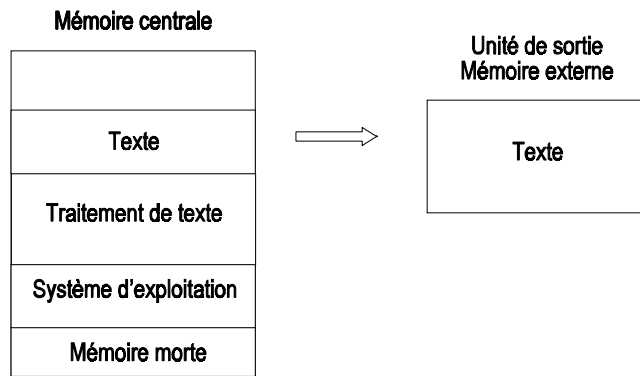 Mémoire centrale
Texte
Traitement de texte
Système d'exploitation
Mémoire morte
Unité de sortie
Mémoire externe
Texte